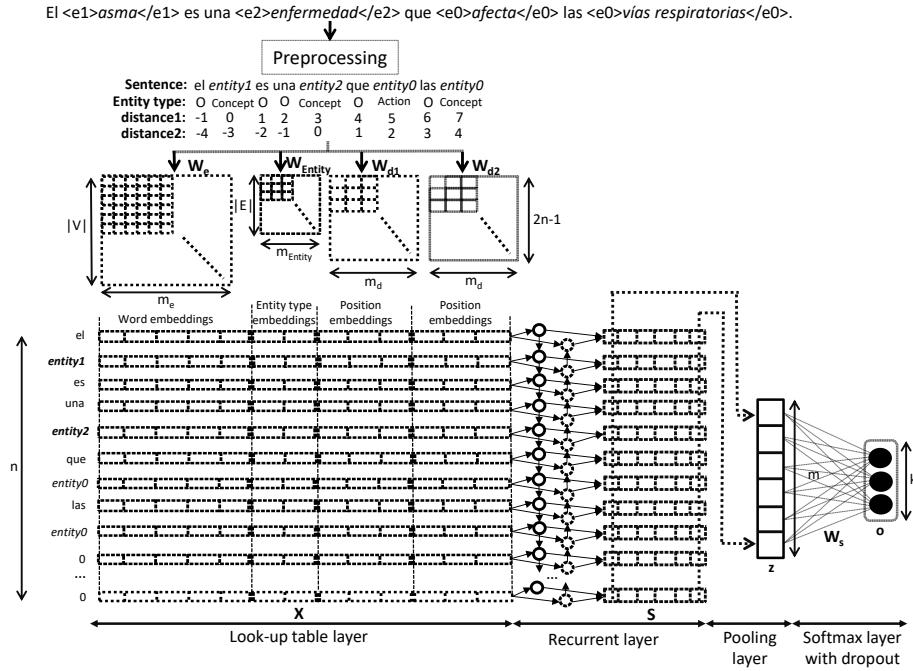 El <e1>asma</e1> es una <e2>enfermedad</e2> que <e0>afecta</e0> las <e0>vías respiratorias</e0>.
Preprocessing
Sentence: el entity1 es una entity2 que entity0 las entity0
Entity type: O Concept O O Concept O Action O Concept
distance1: -1 0 1 2 3 4 5 6 7
distance2: -4 -3 -2 -1 0 1 2 3 4
We WEntity Wd1 Wd2
|V| |E| 2n-1
mEntity
me md md
Word embeddings Entity type embeddings Position embeddings Position embeddings
el
entity1
es
una
entity2
que
n
entity0
las
entity0
0
...
0
...
m
k
Ws
o
z
X S
Look-up table layer Recurrent layer Pooling layer Softmax layer with dropout